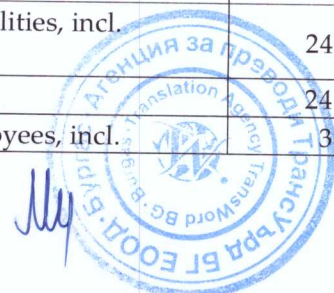 lities, incl.
24
24
oyees, incl.
3
Агенция за преводи Трансуърд БГ ЕООД · Бургас ·
Translation Agency TransWord BG · Burgas ·
W